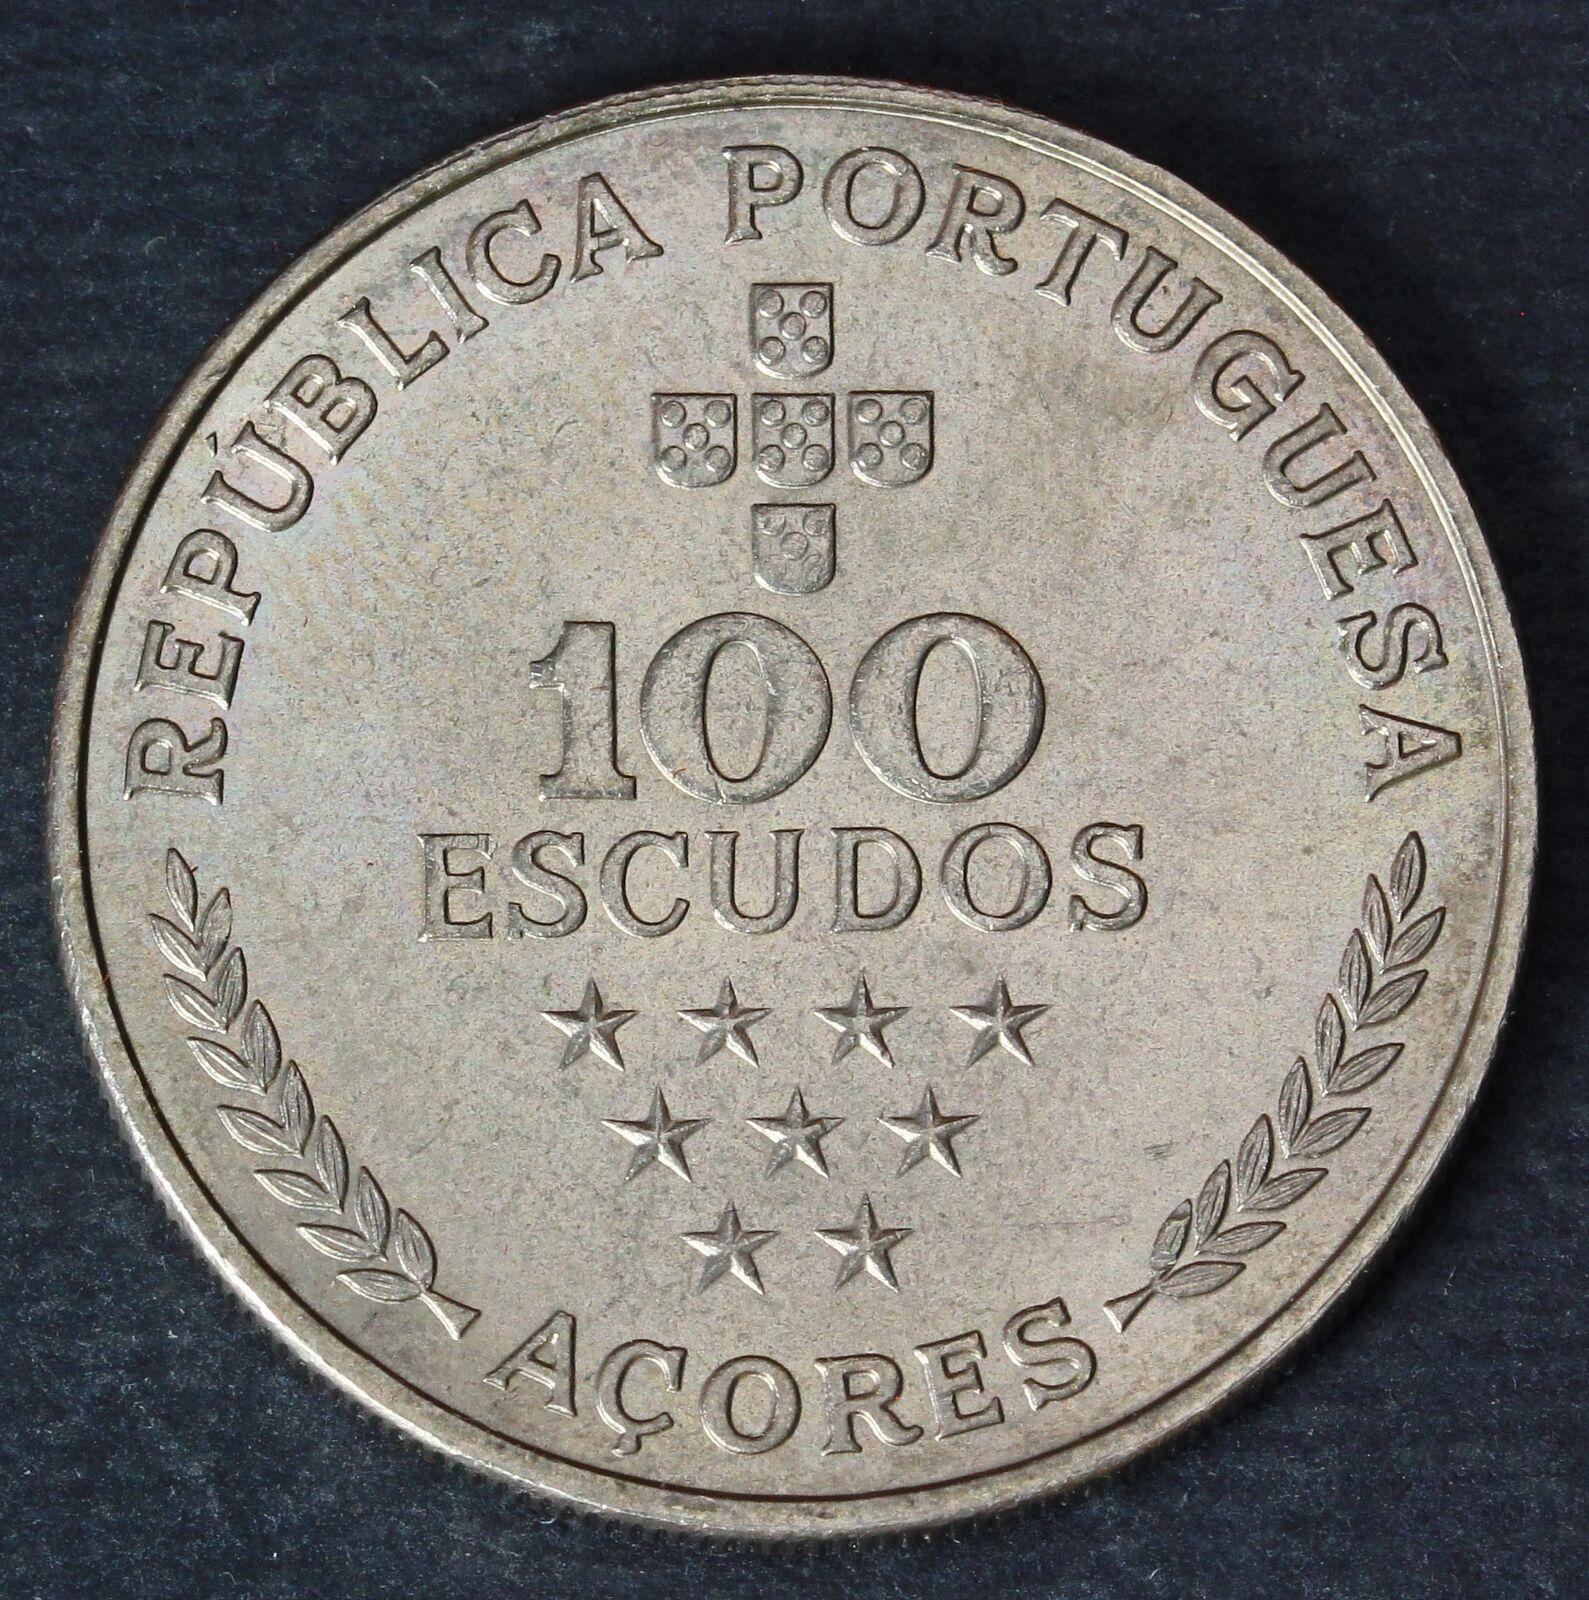 REPÚBLICA PORTUGUESA
100
ESCUDOS
AÇORES